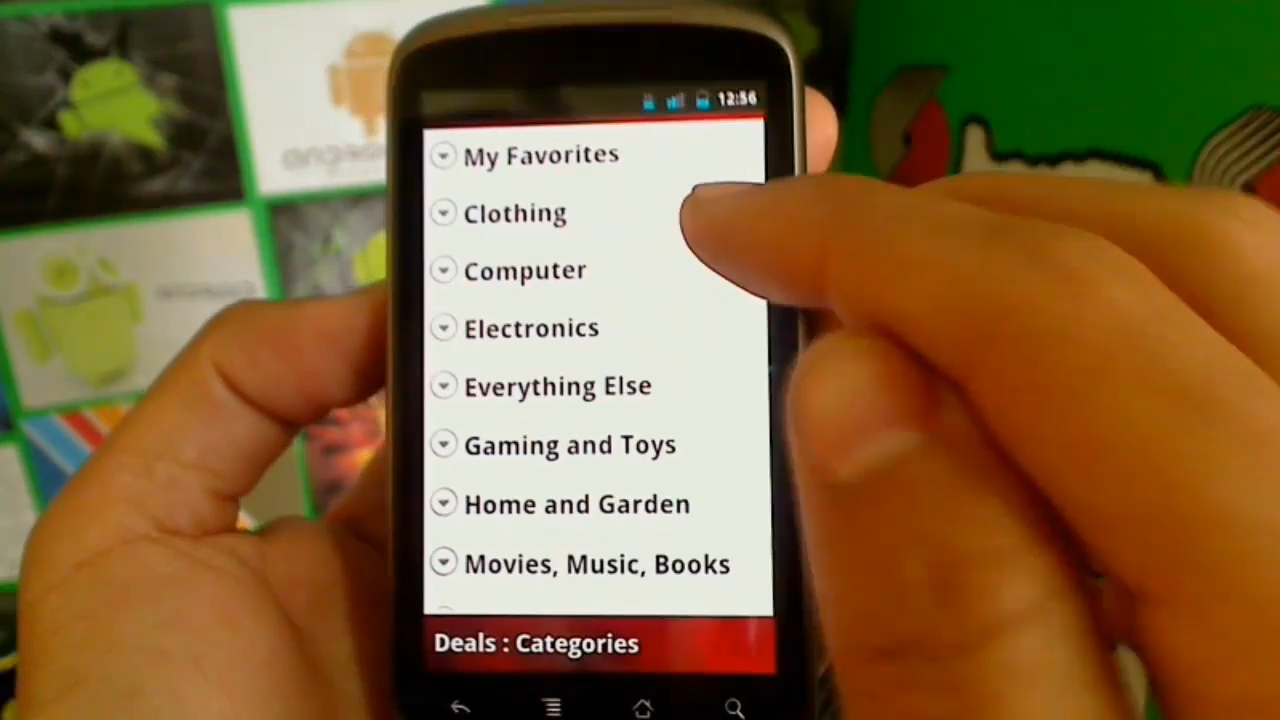 12:56
My Favorites
Clothing
Computer
Electronics
Everything Else
Gaming and Toys
Home and Garden
Movies, Music, Books
Deals : Categories